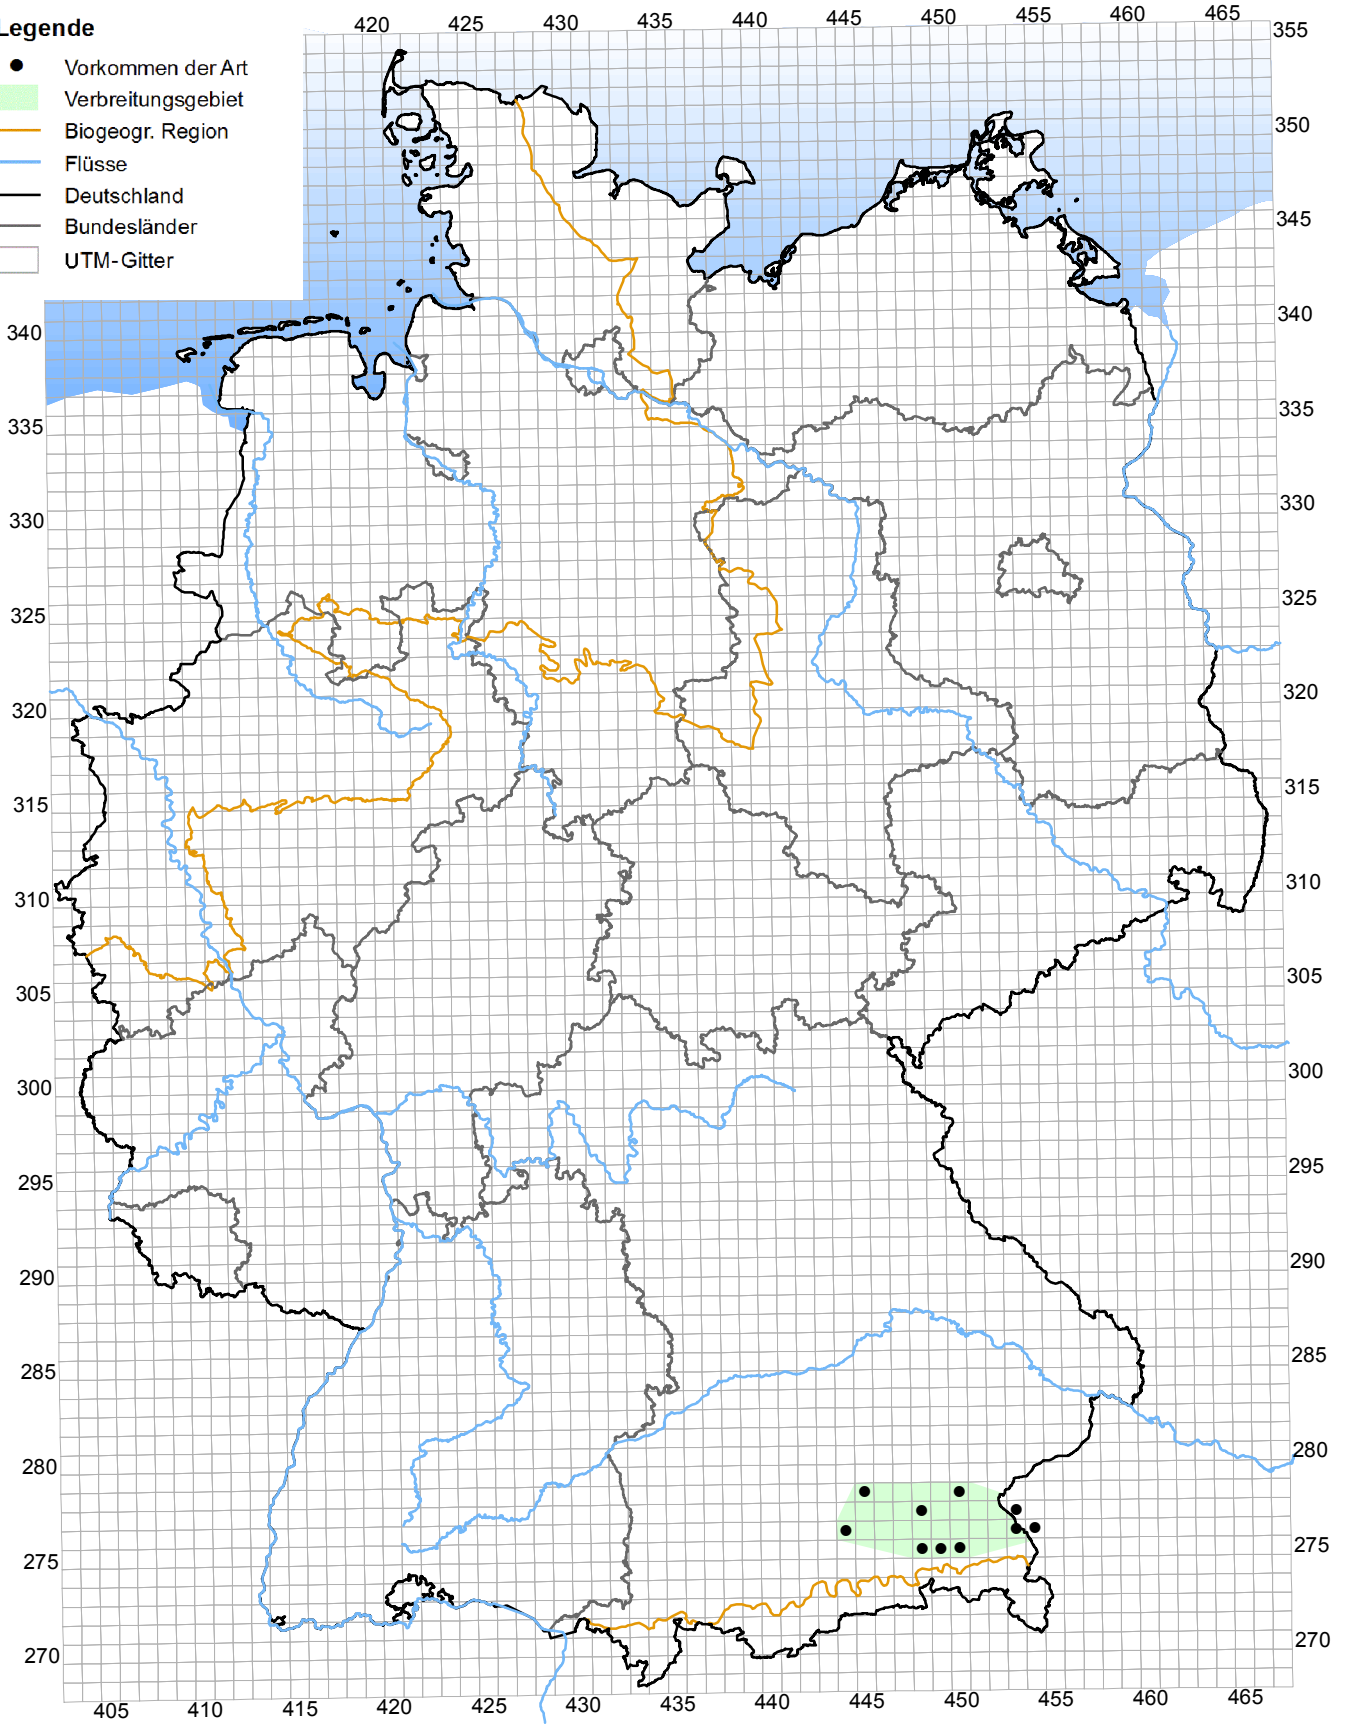 Legende
Vorkommen der Art
Verbreitungsgebiet
Biogeogr. Region
Flüsse
Deutschland
Bundesländer
UTM-Gitter
420 425 430 435 440 445 450 455 460 465
355
350
345
340 340
335 335
330 330
325 325
320 320
315 315
310 310
305 305
300 300
295 295
290 290
285 285
280 280
275 275
270 270
405 410 415 420 425 430 435 440 445 450 455 460 465